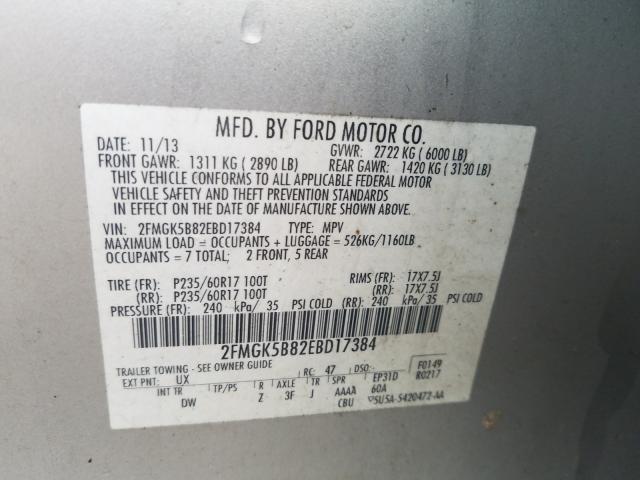 MFD. BY FORD MOTOR CO.
DATE: 11/13 GVWR: 2722 KG ( 6000 LB)
FRONT GAWR: 1311 KG ( 2890 LB) REAR GAWR: 1420 KG ( 3130 LB)
THIS VEHICLE CONFORMS TO ALL APPLICABLE FEDERAL MOTOR
VEHICLE SAFETY AND THEFT PREVENTION STANDARDS
IN EFFECT ON THE DATE OF MANUFACTURE SHOWN ABOVE.
VIN: 2FMGK5B82EBD17384 TYPE: MPV
MAXIMUM LOAD = OCCUPANTS + LUGGAGE = 526KG/1160LB
OCCUPANTS = 7 TOTAL; 2 FRONT, 5 REAR
TIRE (FR): P235/60R17 100T RIMS (FR): 17X7.5J
(RR): P235/60R17 100T (RR): 17X7.5J
PRESSURE (FR): 240 kPa/ 35 PSI COLD (RR): 240 kPa/ 35 PSI COLD
2FMGK5B82EBD17384
TRAILER TOWING - SEE OWNER GUIDE RC: 47 DSO: F0149
EXT PNT: UX EP31D R0217
INT TR TP/PS R AXLE TR SPR 60A
DW Z 3F J AAAA
CBU 5U5A-5420472-AA